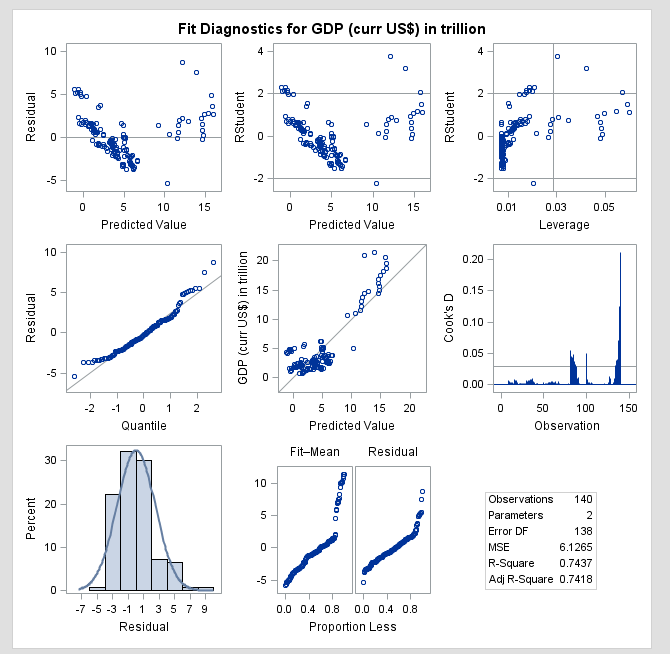 Fit Diagnostics for GDP (curr US$) in trillion
10
5
0
-5
Residual
0 5 10 15
Predicted Value
4
2
0
-2
RStudent
0 5 10 15
Predicted Value
4
2
0
-2
RStudent
0.01 0.03 0.05
Leverage
10
5
0
-5
Residual
-2 -1 0 1 2
Quantile
20
15
10
5
0
GDP (curr US$) in trillion
0 5 10 15 20
Predicted Value
0.20
0.15
0.10
0.05
0.00
Cook's D
0 50 100 150
Observation
30
20
10
0
Percent
-7 -5 -3 -1 1 3 5 7 9
Residual
Fit–Mean Residual
10
5
0
-5
0.0 0.4 0.8 0.0 0.4 0.8
Proportion Less
Observations 140
Parameters 2
Error DF 138
MSE 6.1265
R-Square 0.7437
Adj R-Square 0.7418